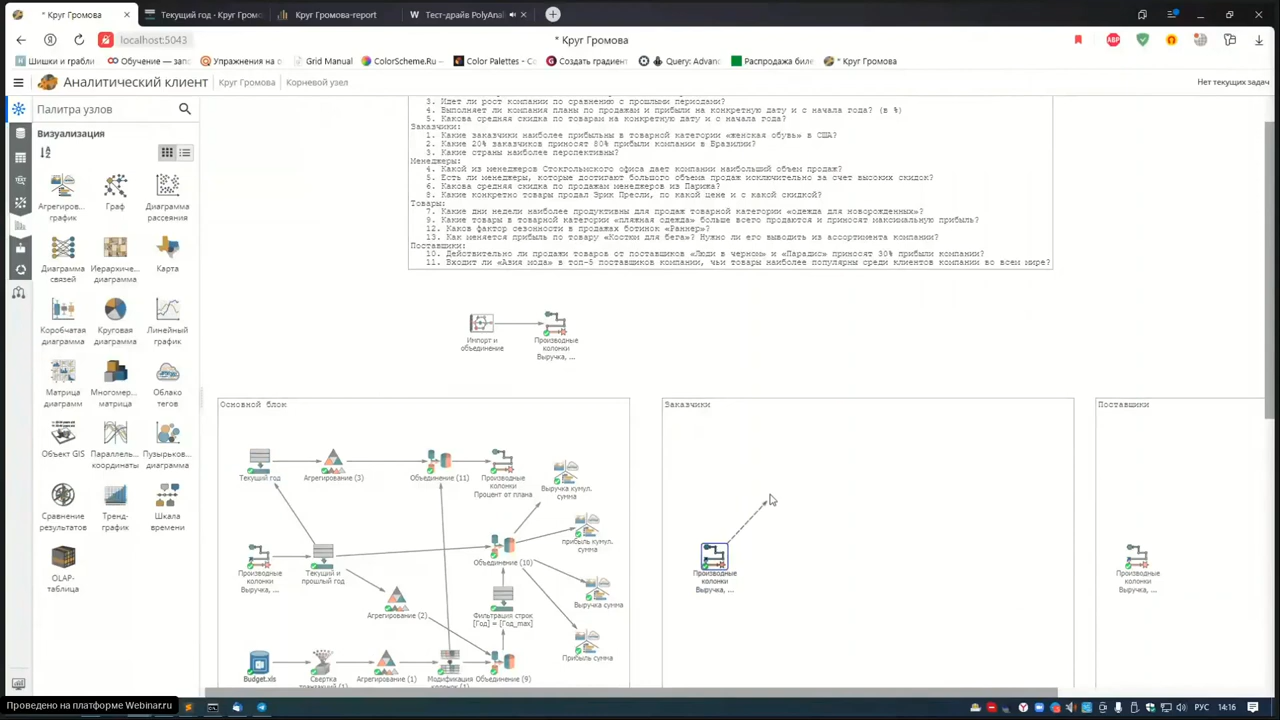 * Круг Громова
Текущий год · Круг Громо
Круг Громова-report
Тест-драйв PolyAnal
localhost:5043
* Круг Громова
Шишки и грабли
Обучение — зап
Упражнения на
Grid Manual
ColorScheme.Ru –
Color Palettes -
Создать градиент
Query: Advanc
Распродажа биле
* Круг Громова
Аналитический клиент
Круг Громова
Корневой узел
Нет текущих задач
Палитра узлов
Визуализация
Агрегиро...
график
Граф
Диаграмма
рассеяния
Диаграмма
связей
Иерархиче...
диаграмма
Карта
Коробчатая
диаграмма
Круговая
диаграмма
Линейный
график
Матрица
диаграмм
Многомер...
матрица
Облако
тегов
Объект GIS
Параллель...
координаты
Пузырьков...
диаграмма
Сравнение
результатов
Тренд-
график
Шкала
времени
OLAP-
таблица
3. Идет ли рост компании по сравнению с прошлыми периодами?
4. Выполняет ли компания планы по продажам и прибыли на конкретную дату и с начала года? (в %)
5. Какова средняя скидка по товарам на конкретную дату и с начала года?
Заказчики:
1. Какие заказчики наиболее прибыльны в товарной категории «женская обувь» в США?
2. Какие 20% заказчиков приносят 80% прибыли компании в Бразилии?
3. Какие страны наиболее перспективны?
Менеджеры:
4. Какой из менеджеров Стокгольмского офиса дает компании наибольший объем продаж?
5. Есть ли менеджеры, которые достигают большого объема продаж исключительно за счет высоких скидок?
6. Какова средняя скидка по продажам менеджеров из Парижа?
8. Какие конкретно товары продал Эрик Пресли, по какой цене и с какой скидкой?
Товары:
7. Какие дни недели наиболее продуктивны для продаж товарной категории «одежда для новорожденных»?
9. Какие товары в товарной категории «пляжная одежда» больше всего продаются и приносят максимальную прибыль?
12. Каков фактор сезонности в продажах ботинок «Раннер»?
13. Как меняется прибыль по товару «Костюм для бега»? Нужно ли его выводить из ассортимента компании?
Поставщики:
10. Действительно ли продажи товаров от поставщиков «Люди в черном» и «Парадис» приносят 30% прибыли компании?
11. Входит ли «Азия мода» в топ-5 поставщиков компании, чьи товары наиболее популярны среди клиентов компании во всем мире?
Импорт и
объединение
Производные
колонки
Выручка, ...
Основной блок
Текущий год
Агрегирование (3)
Объединение (11)
Производные
колонки
Процент от плана
Выручка кумул.
сумма
прибыль кумул.
сумма
Производные
колонки
Выручка, ...
Текущий и
прошлый год
Объединение (10)
Агрегирование (2)
Фильтрация строк
[Год] = [Год_max]
Выручка сумма
Прибыль сумма
Budget.xls
Свертка
транзакций (1)
Агрегирование (1)
Модификация
колонок (1)
Объединение (9)
Заказчики
Производные
колонки
Выручка, ...
Поставщики
Производные
колонки
Выручка, ...
Проведено на платформе Webinar.ru
РУС
14:16